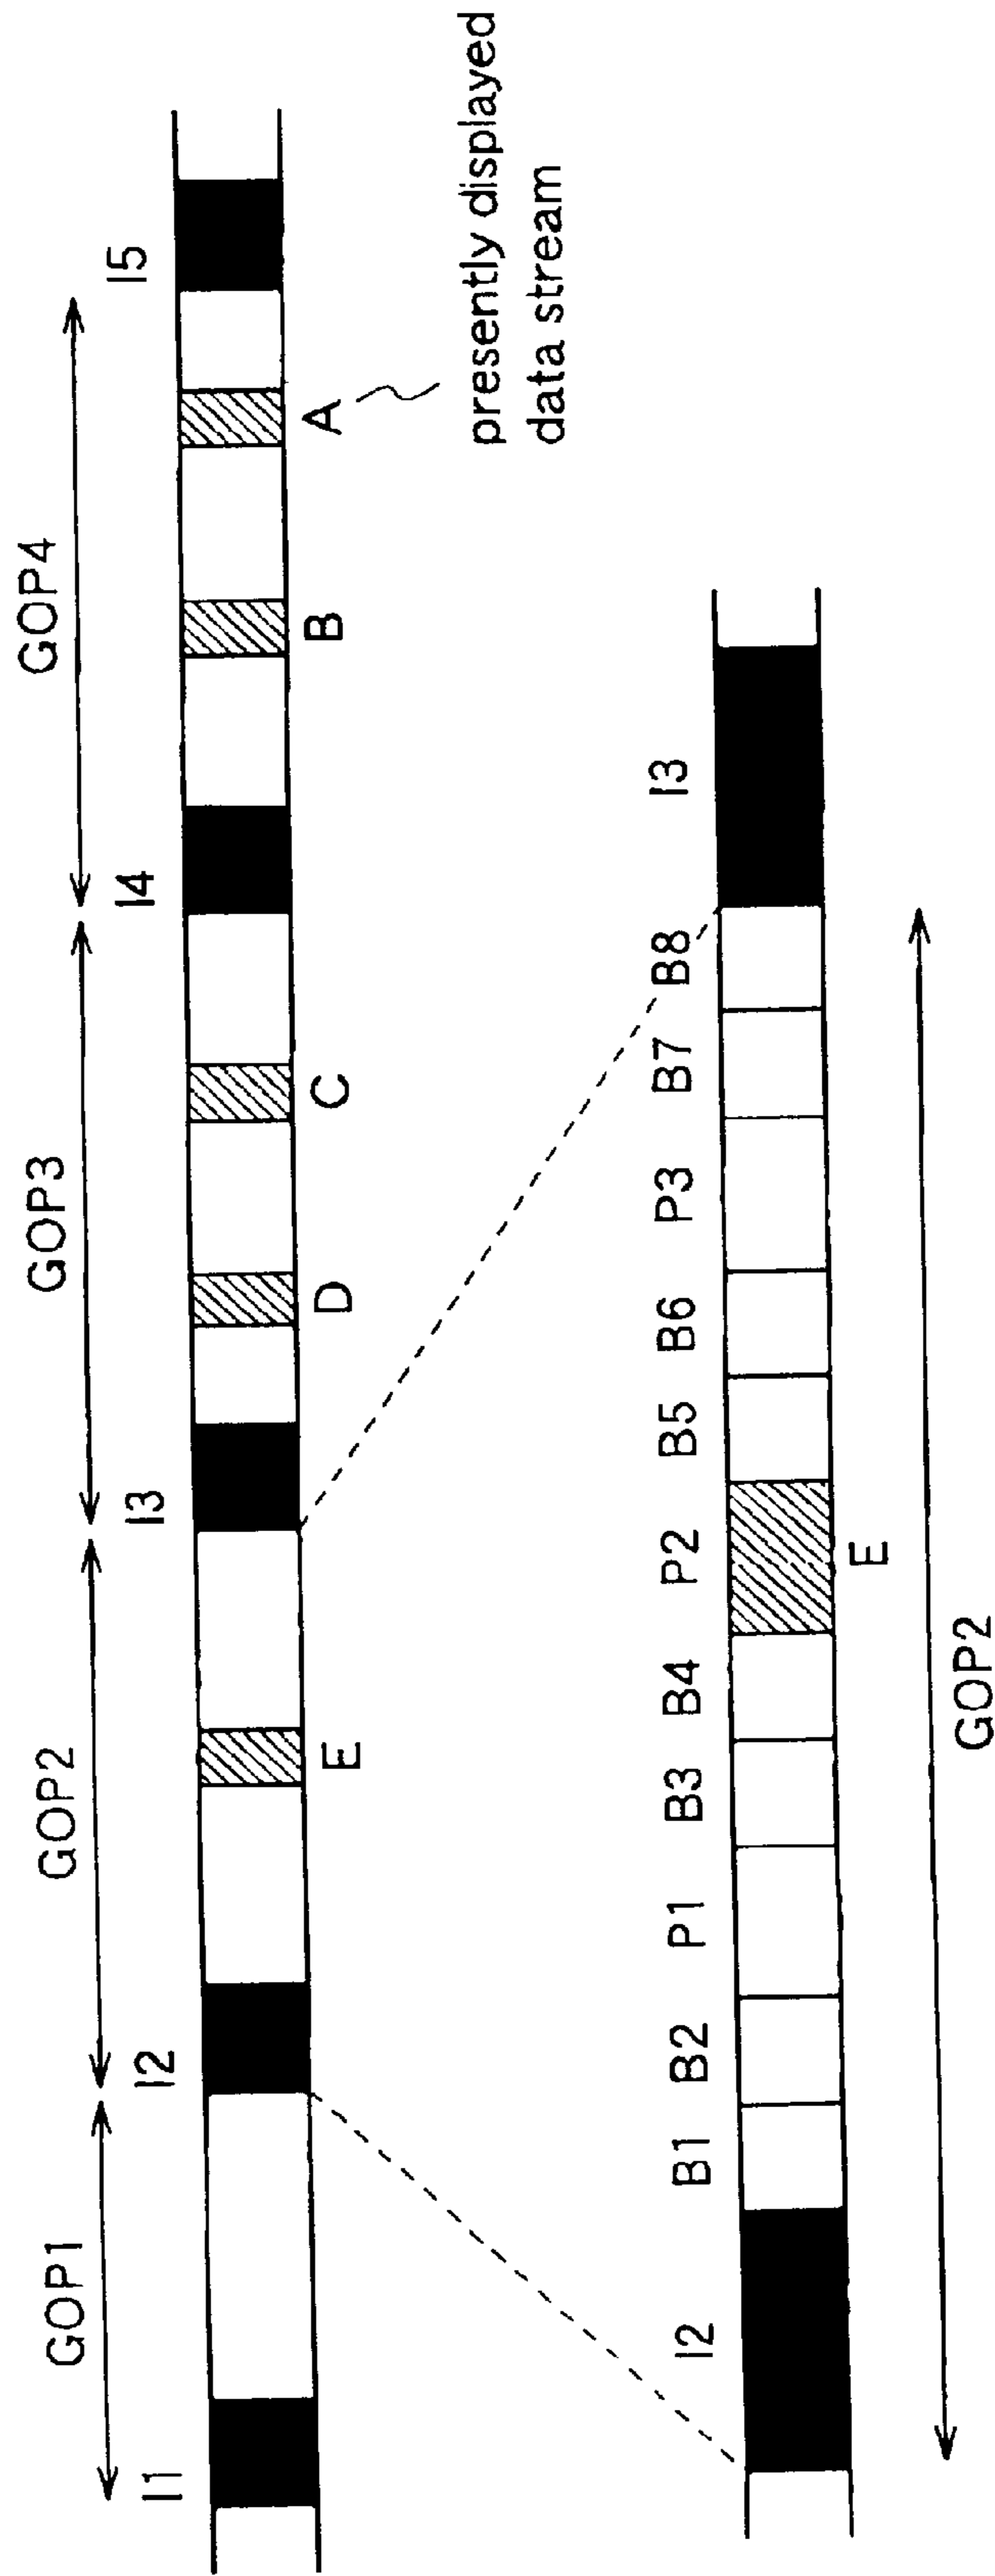 GOP1
GOP2
GOP3
GOP4
I1
I2
I3
I4
I5
E
D
C
B
A
presently displayed
data stream
I2
B1
B2
P1
B3
B4
P2
B5
B6
P3
B7
B8
I3
E
GOP2